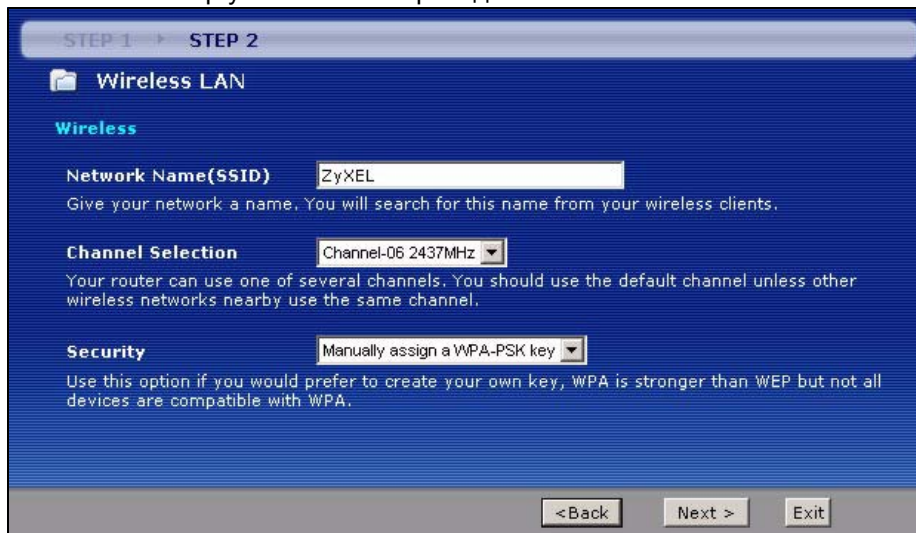 STEP 1 STEP 2
Wireless LAN
Wireless
Network Name(SSID) ZyXEL
Give your network a name. You will search for this name from your wireless clients.
Channel Selection Channel-06 2437MHz
Your router can use one of several channels. You should use the default channel unless other
wireless networks nearby use the same channel.
Security Manually assign a WPA-PSK key
Use this option if you would prefer to create your own key, WPA is stronger than WEP but not all
devices are compatible with WPA.
<Back Next > Exit